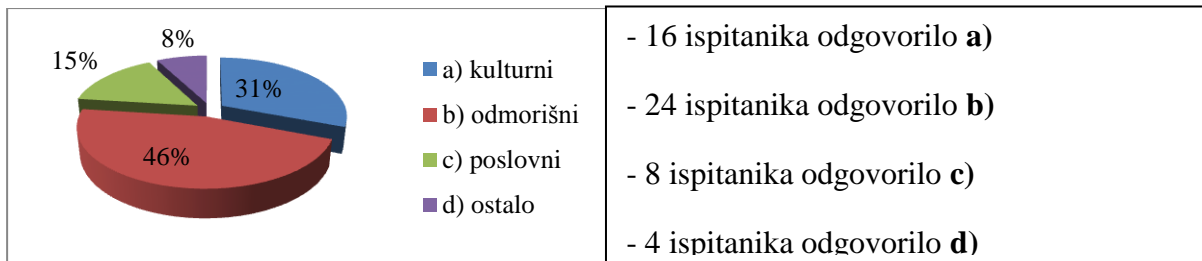 8%
15%
31%
46%
a) kulturni
b) odmorišni
c) poslovni
d) ostalo
- 16 ispitanika odgovorilo a)
- 24 ispitanika odgovorilo b)
- 8 ispitanika odgovorilo c)
- 4 ispitanika odgovorilo d)